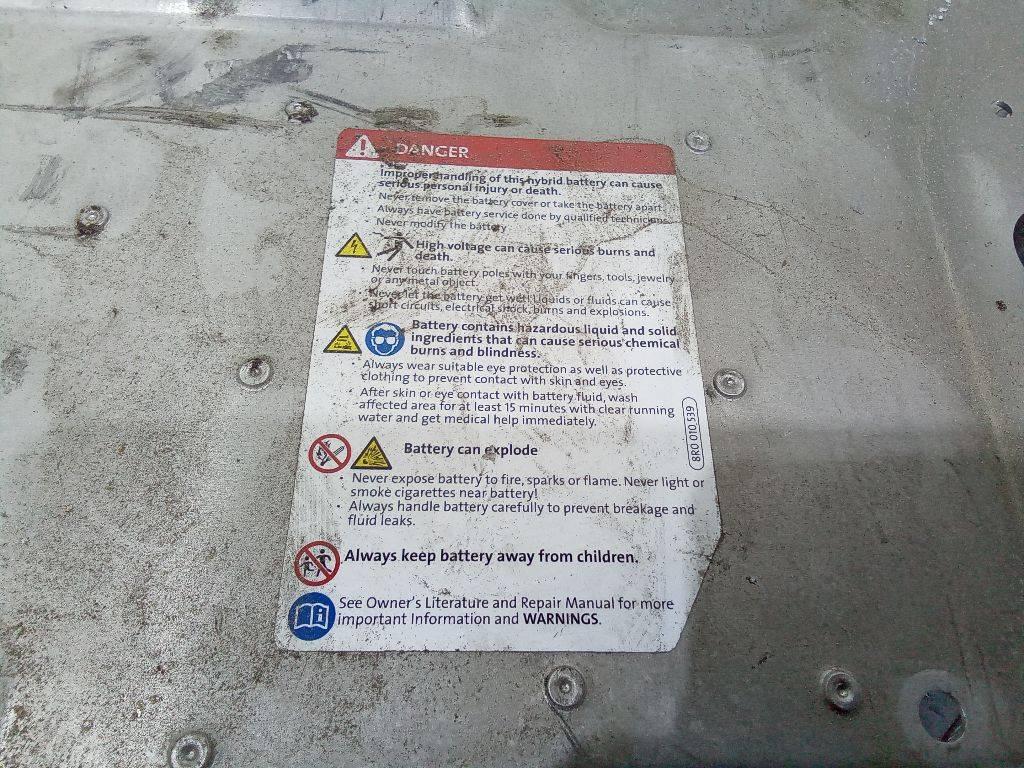 DANGER
Improper handling of this hybrid battery can cause
serious personal injury or death.
Never remove the battery cover or take the battery apart.
Always have battery service done by qualified technicians.
Never modify the battery
High voltage can cause serious burns and
death.
· Never touch battery poles with your fingers, tools, jewelry
or any metal object.
· Never let the battery get wet! Liquids or fluids can cause
short circuits, electrical shock, burns and explosions.
Battery contains hazardous liquid and solid
ingredients that can cause serious chemical
burns and blindness.
· Always wear suitable eye protection as well as protective
clothing to prevent contact with skin and eyes.
· After skin or eye contact with battery fluid, wash
affected area for at least 15 minutes with clear running
water and get medical help immediately.
8R0 010 539
Battery can explode
· Never expose battery to fire, sparks or flame. Never light or
smoke cigarettes near battery!
· Always handle battery carefully to prevent breakage and
fluid leaks.
Always keep battery away from children.
See Owner's Literature and Repair Manual for more
important Information and WARNINGS.